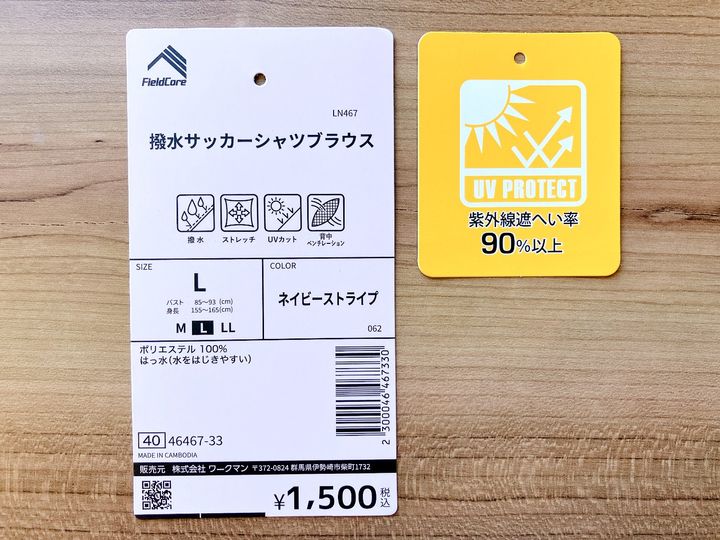 FieldCore
LN467
撥水サッカーシャツブラウス
撥水
ストレッチ
UVカット
背中
ベンチレーション
SIZE
L
バスト 85〜93 (cm)
身長 155〜165(cm)
M L LL
COLOR
ネイビーストライプ
062
ポリエステル 100%
はっ水(水をはじきやすい)
2300046467330
40 46467-33
MADE IN CAMBODIA
販売元 株式会社 ワークマン 〒372-0824 群馬県伊勢崎市柴町1732
¥1,500税込
UV PROTECT
紫外線遮へい率
90%以上